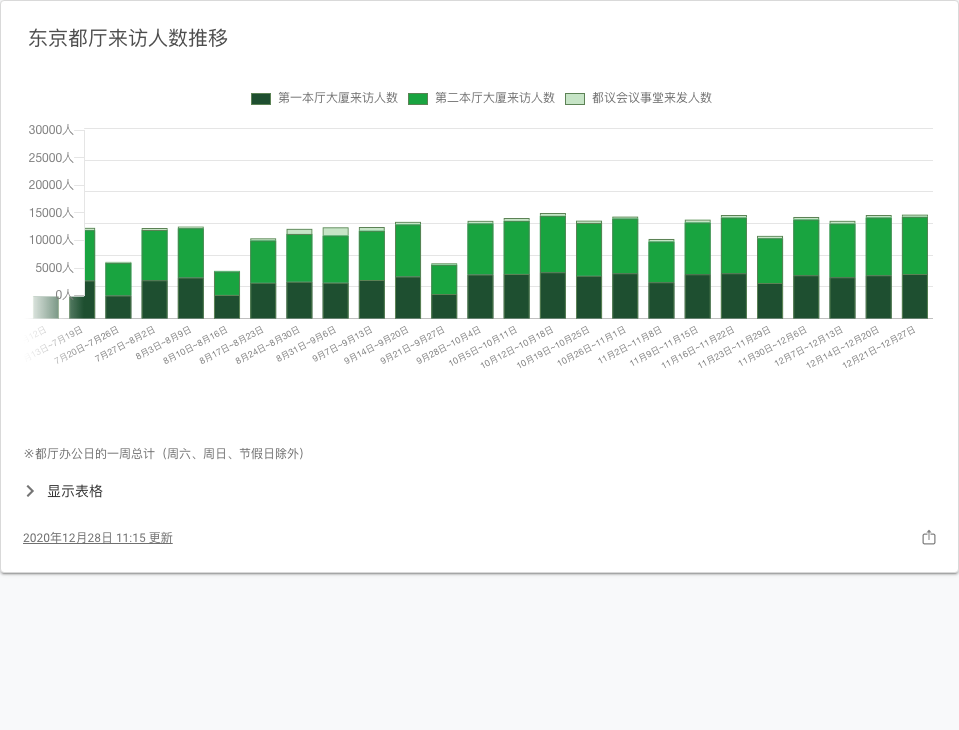 东京都厅来访人数推移
第一本厅大厦来访人数 第二本厅大厦来访人数 都议会议事堂来发人数
30000人
25000人
20000人
15000人
10000人
5000人
0人
7月19日
7月20日~7月26日
7月27日~8月2日
8月3日~8月9日
8月10日~8月16日
8月17日~8月23日
8月24日~8月30日
8月31日~9月6日
9月7日~9月13日
9月14日~9月20日
9月21日~9月27日
9月28日~10月4日
10月5日~10月11日
10月12日~10月18日
10月19日~10月25日
10月26日~11月1日
11月2日~11月8日
11月9日~11月15日
11月16日~11月22日
11月23日~11月29日
11月30日~12月6日
12月7日~12月13日
12月14日~12月20日
12月21日~12月27日
※都厅办公日的一周总计（周六、周日、节假日除外）
显示表格
2020年12月28日 11:15 更新